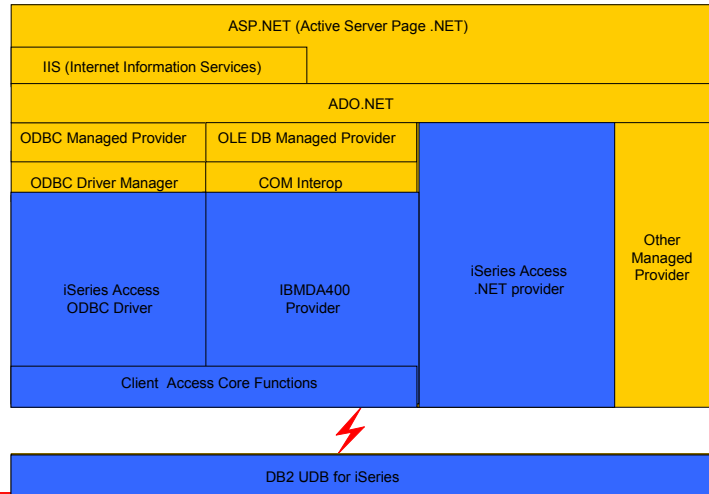 ASP.NET (Active Server Page .NET)
IIS (Internet Information Services)
ADO.NET
ODBC Managed Provider
OLE DB Managed Provider
ODBC Driver Manager
COM Interop
iSeries Access
ODBC Driver
IBMDA400
Provider
iSeries Access
.NET provider
Other
Managed
Provider
Client Access Core Functions
DB2 UDB for iSeries